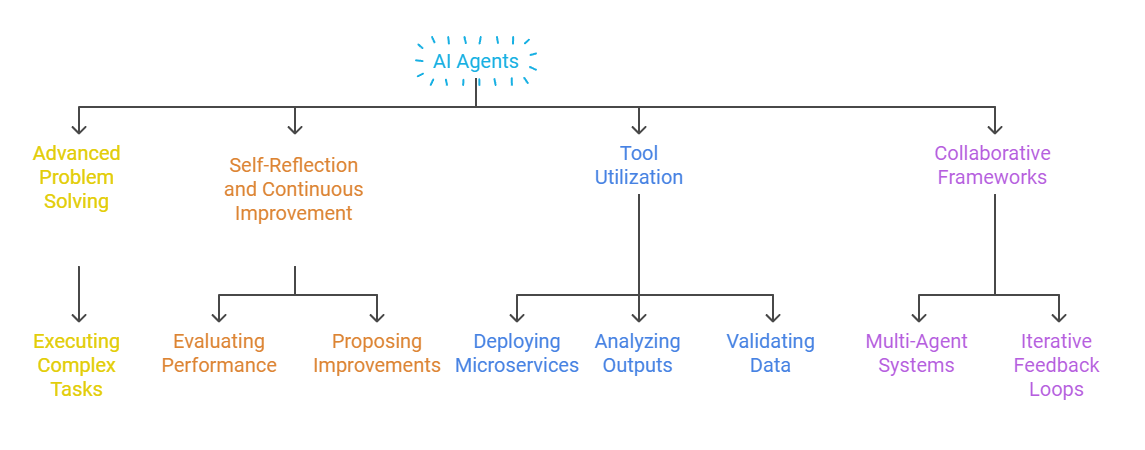 AI Agents
Advanced
Problem
Solving
Self-Reflection
and Continuous
Improvement
Tool
Utilization
Collaborative
Frameworks
Executing
Complex
Tasks
Evaluating
Performance
Proposing
Improvements
Deploying
Microservices
Analyzing
Outputs
Validating
Data
Multi-Agent
Systems
Iterative
Feedback
Loops